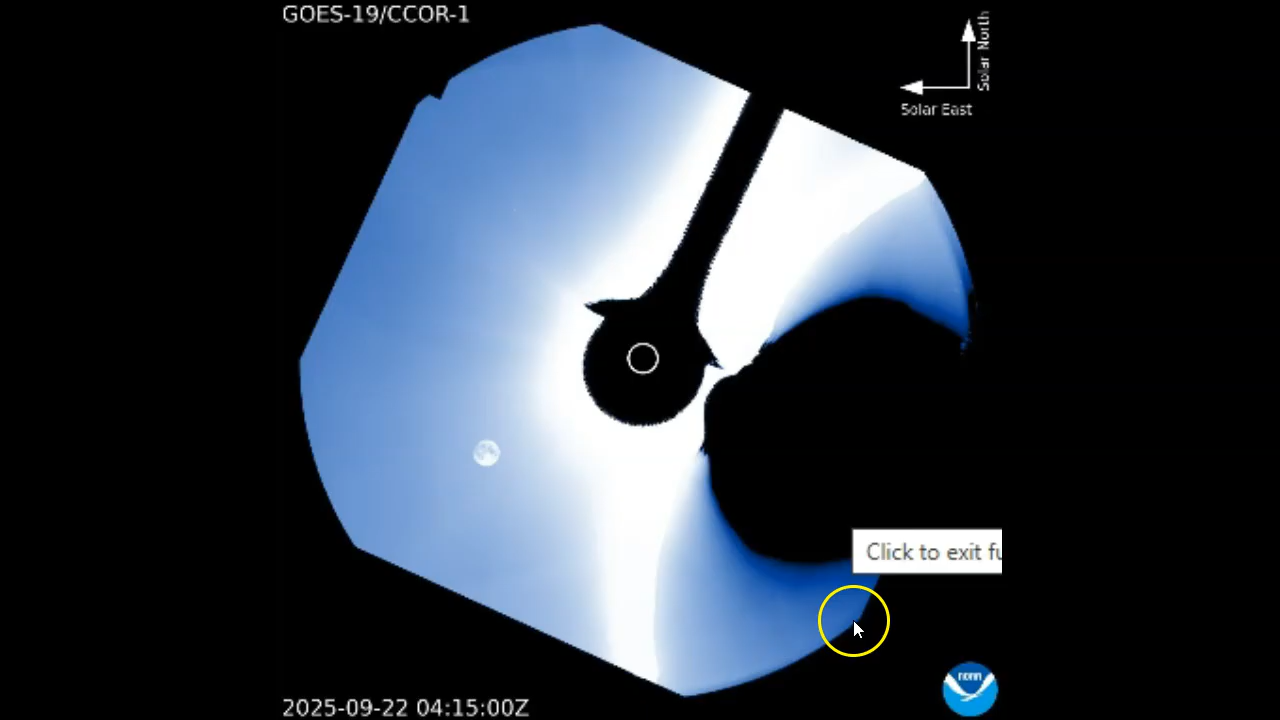 GOES-19/CCOR-1
Solar North
Solar East
Click to exit fu
2025-09-22 04:15:00Z
noaa